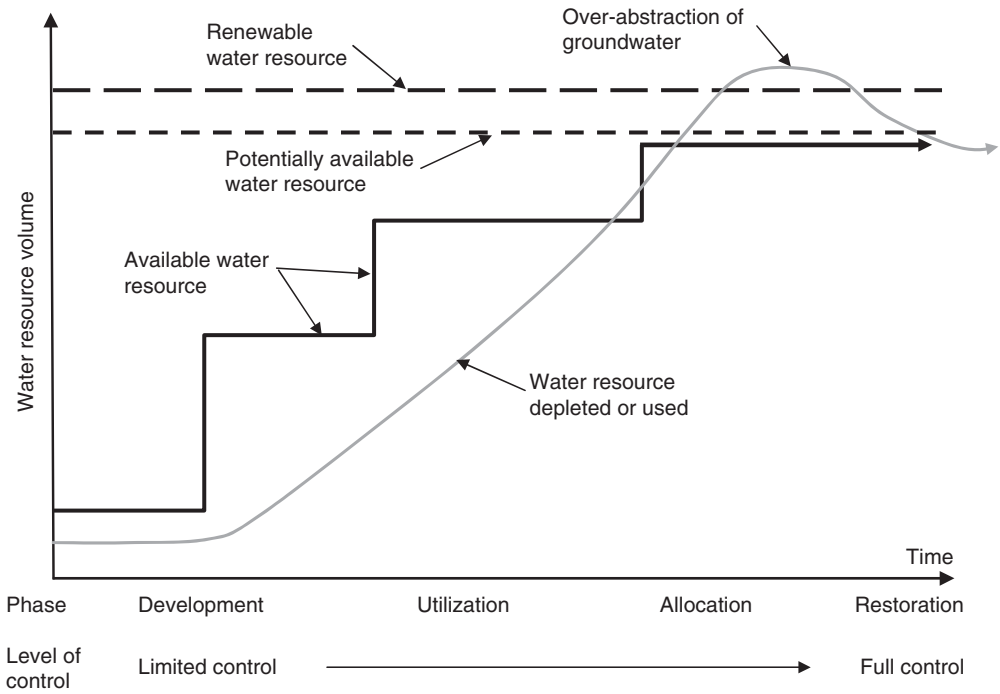 Over-abstraction of
groundwater
Renewable
water resource
Potentially available
water resource
Available water
resource
Water resource
depleted or used
Water resource volume
Time
Phase Development Utilization Allocation Restoration
Level of
control
Limited control Full control